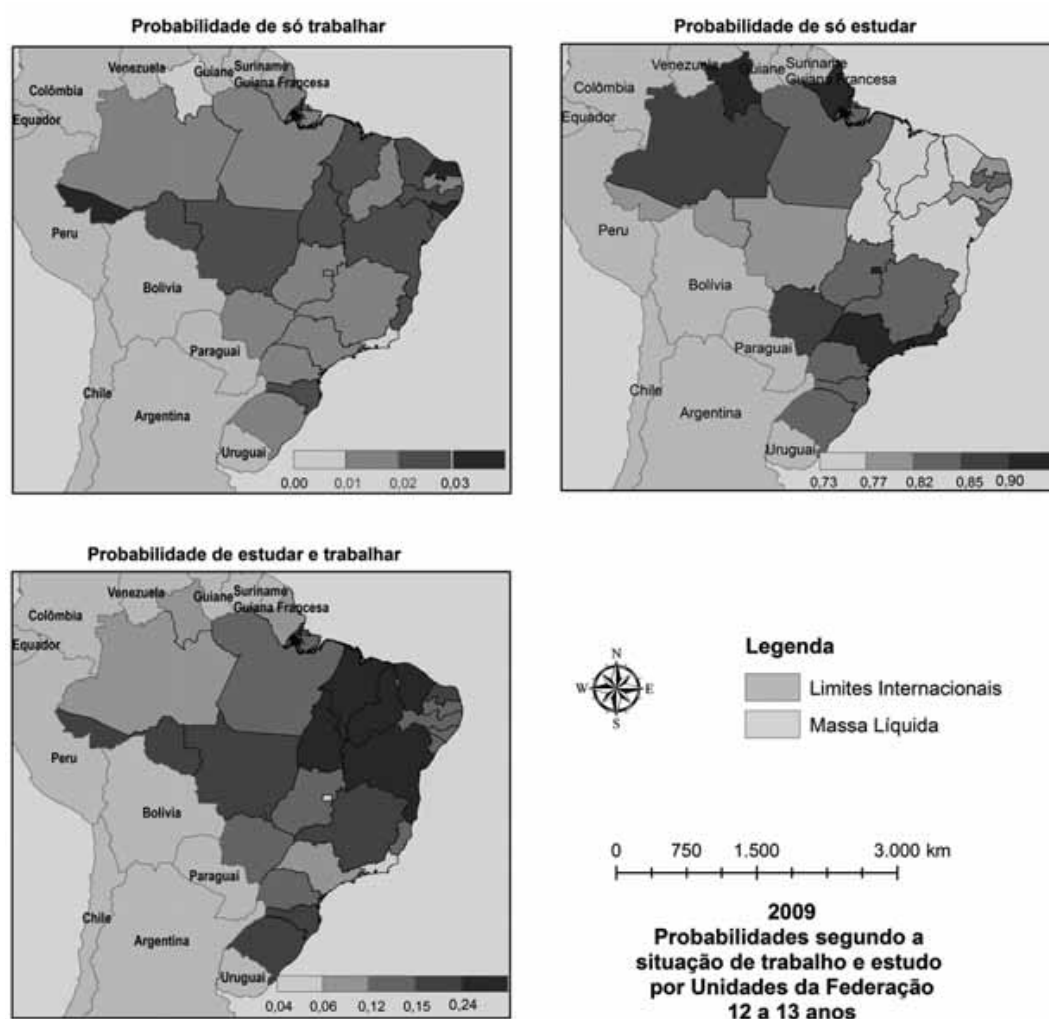 Probabilidade de só trabalhar
Venezuela
Guiane
Suriname
Guiana Francesa
Colômbia
Equador
Peru
Bolívia
Paraguai
Chile
Argentina
Uruguai
0,00 0,01 0,02 0,03
Probabilidade de só estudar
Venezuela
Guiane
Suriname
Guiana Francesa
Colômbia
Equador
Peru
Bolívia
Paraguai
Chile
Argentina
Uruguai
0,73 0,77 0,82 0,85 0,90
Probabilidade de estudar e trabalhar
Venezuela
Guiane
Suriname
Guiana Francesa
Colômbia
Equador
Peru
Bolívia
Paraguai
Chile
Argentina
Uruguai
0,04 0,06 0,12 0,15 0,24
N
W E
S
Legenda
Limites Internacionais
Massa Líquida
0 750 1.500 3.000 km
2009
Probabilidades segundo a
situação de trabalho e estudo
por Unidades da Federação
12 a 13 anos